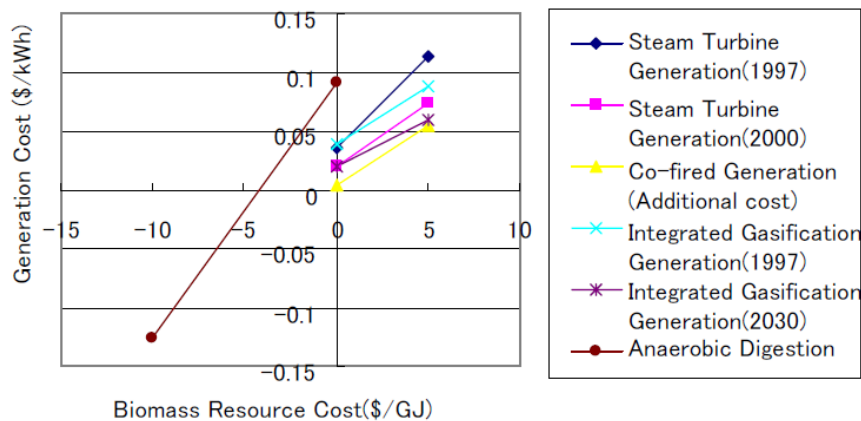 Generation Cost ($/kWh)
0.15
0.1
0.05
0
-0.05
-0.1
-0.15
-15
-10
-5
0
5
10
Biomass Resource Cost($/GJ)
Steam Turbine
Generation(1997)
Steam Turbine
Generation(2000)
Co-fired Generation
(Additional cost)
Integrated Gasification
Generation(1997)
Integrated Gasification
Generation(2030)
Anaerobic Digestion